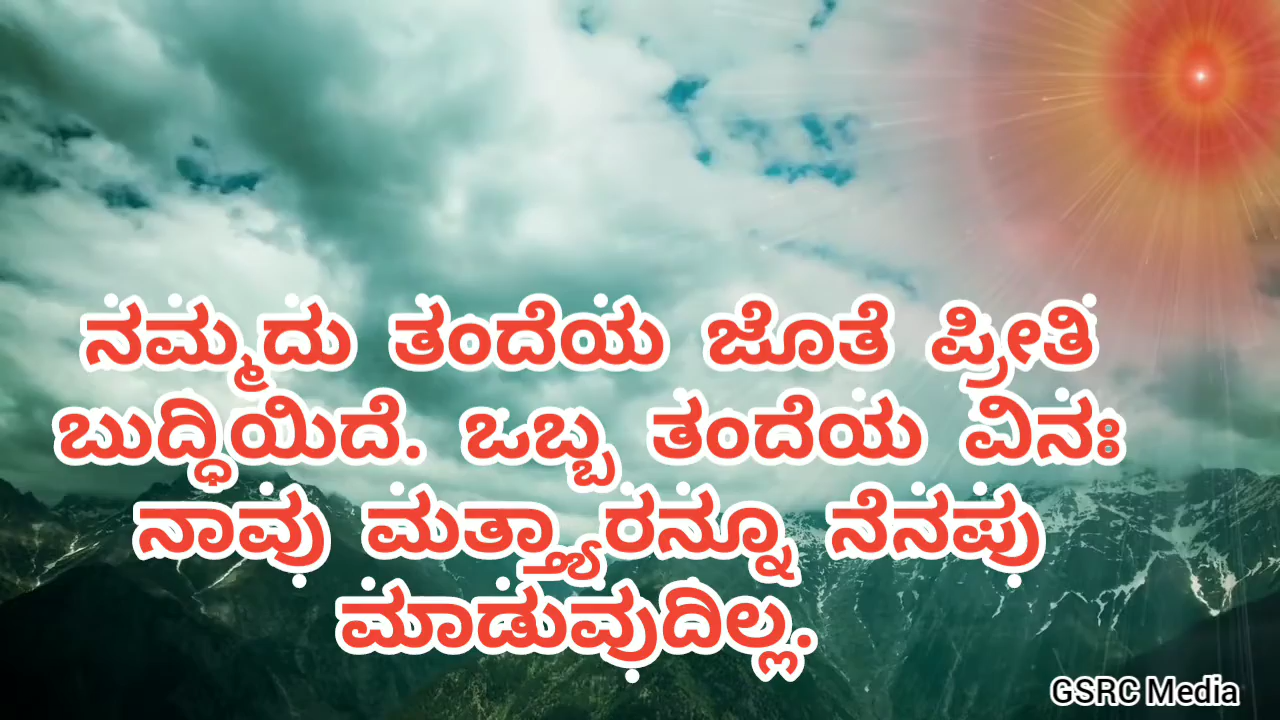 ನಮ್ಮದು ತಂದೆಯ ಜೊತೆ ಪ್ರೀತಿ
ಬುದ್ಧಿಯಿದೆ. ಒಬ್ಬ ತಂದೆಯ ವಿನಃ
ನಾವು ಮತ್ತ್ಯಾರನ್ನೂ ನೆನಪು
ಮಾಡುವುದಿಲ್ಲ.
GSRC Media